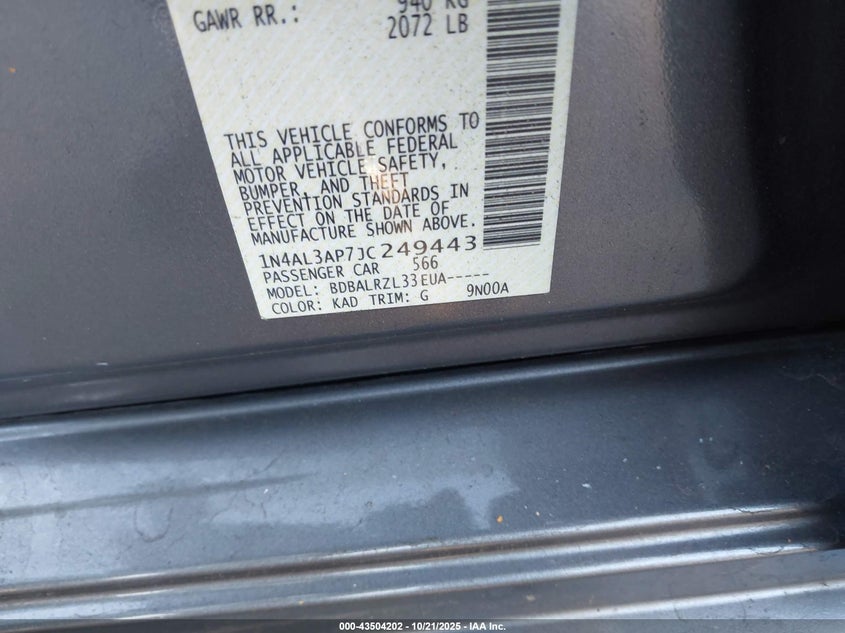 GAWR RR.: 940 KG
2072 LB
THIS VEHICLE CONFORMS TO
ALL APPLICABLE FEDERAL
MOTOR VEHICLE SAFETY,
BUMPER, AND THEFT
PREVENTION STANDARDS IN
EFFECT ON THE DATE OF
MANUFACTURE SHOWN ABOVE.
1N4AL3AP7JC249443
PASSENGER CAR 566
MODEL: BDBALRZL33EUA-----
COLOR: KAD TRIM: G 9N00A
000-43504202 - 10/21/2025 - IAA Inc.